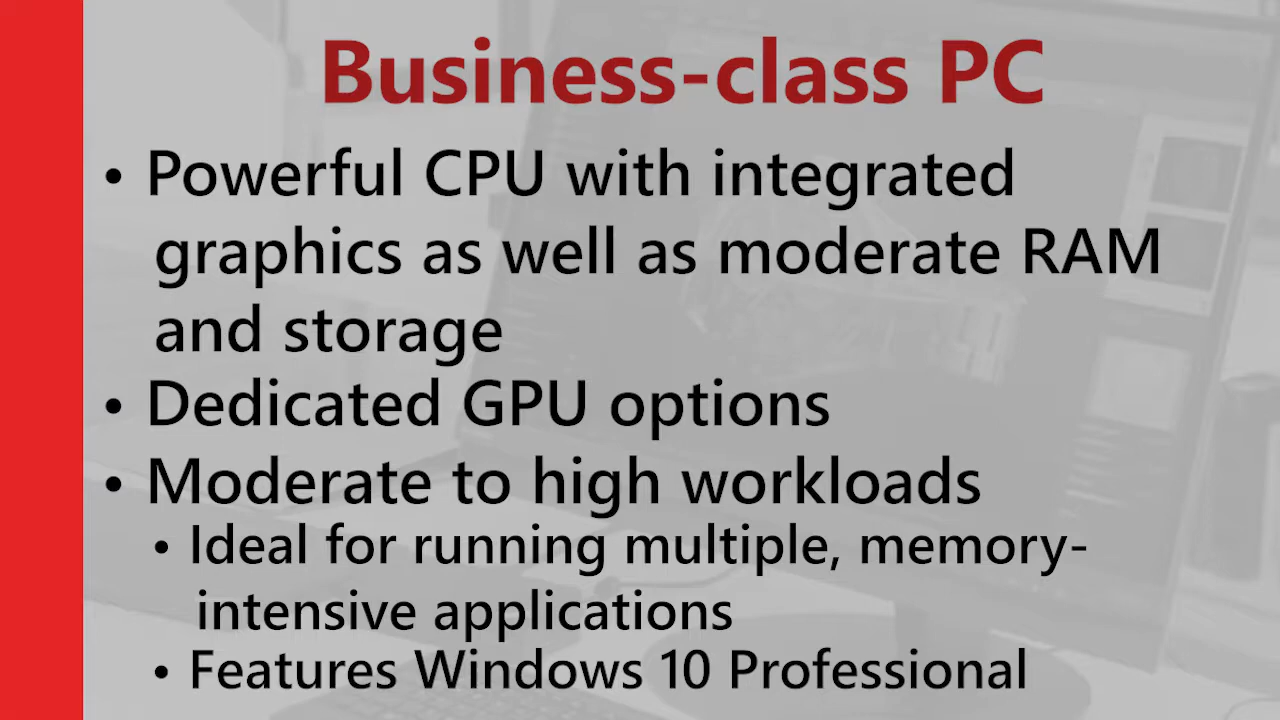 Business-class PC
• Powerful CPU with integrated
graphics as well as moderate RAM
and storage
• Dedicated GPU options
• Moderate to high workloads
• Ideal for running multiple, memory-
intensive applications
• Features Windows 10 Professional